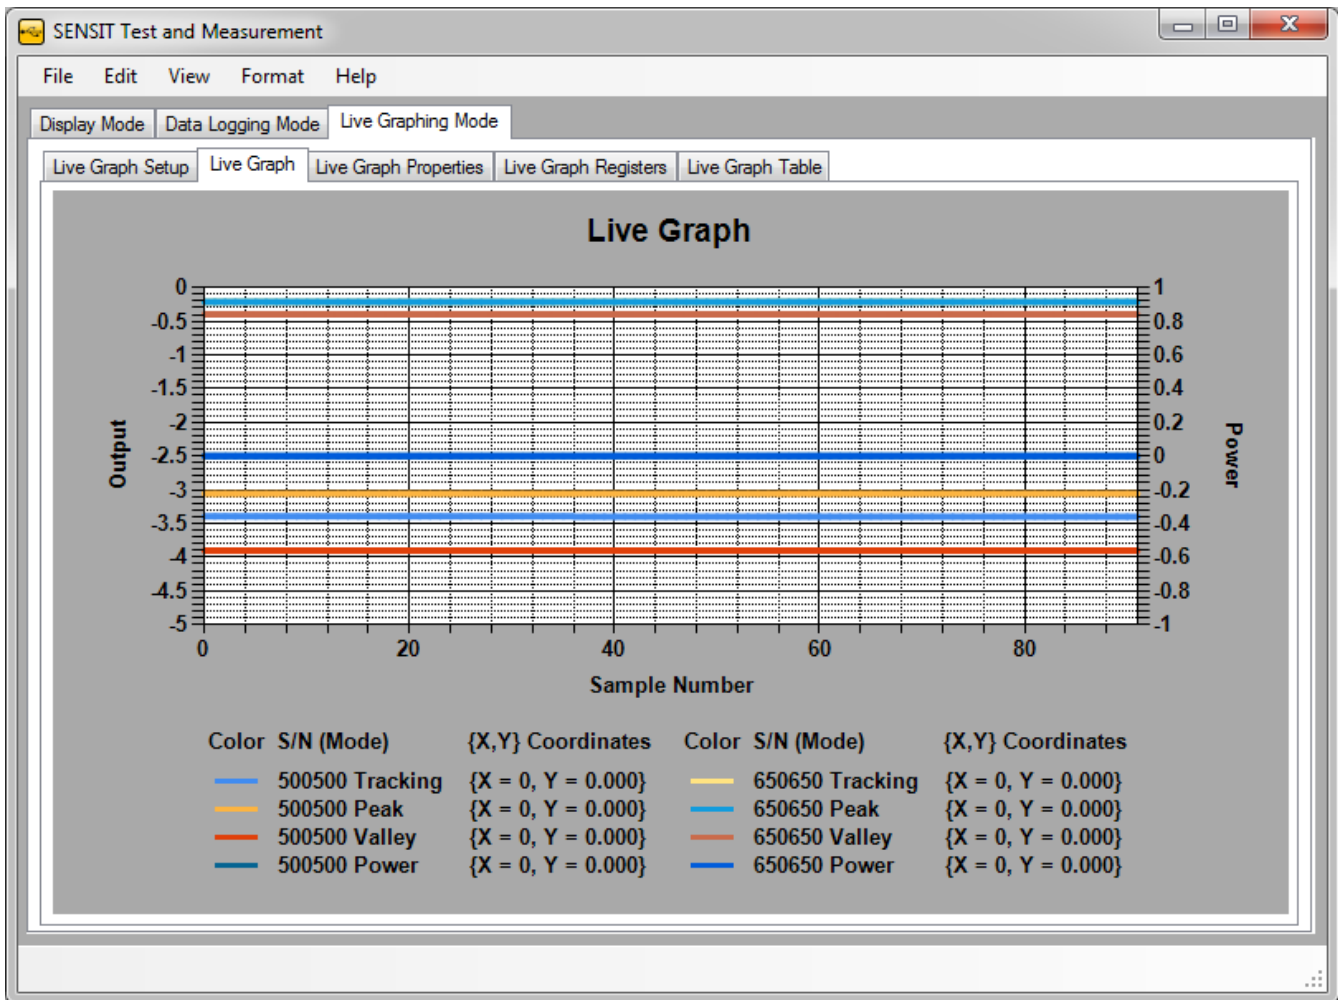 SENSIT Test and Measurement
File Edit View Format Help
Display Mode Data Logging Mode Live Graphing Mode
Live Graph Setup Live Graph Live Graph Properties Live Graph Registers Live Graph Table
Live Graph
0 1
-0.5 0.8
-1 0.6
-1.5 0.4
-2 0.2
-2.5 0
-3 -0.2
-3.5 -0.4
-4 -0.6
-4.5 -0.8
-5 -1
Output
Power
0 20 40 60 80
Sample Number
Color S/N (Mode) {X,Y} Coordinates Color S/N (Mode) {X,Y} Coordinates
500500 Tracking {X = 0, Y = 0.000} 650650 Tracking {X = 0, Y = 0.000}
500500 Peak {X = 0, Y = 0.000} 650650 Peak {X = 0, Y = 0.000}
500500 Valley {X = 0, Y = 0.000} 650650 Valley {X = 0, Y = 0.000}
500500 Power {X = 0, Y = 0.000} 650650 Power {X = 0, Y = 0.000}